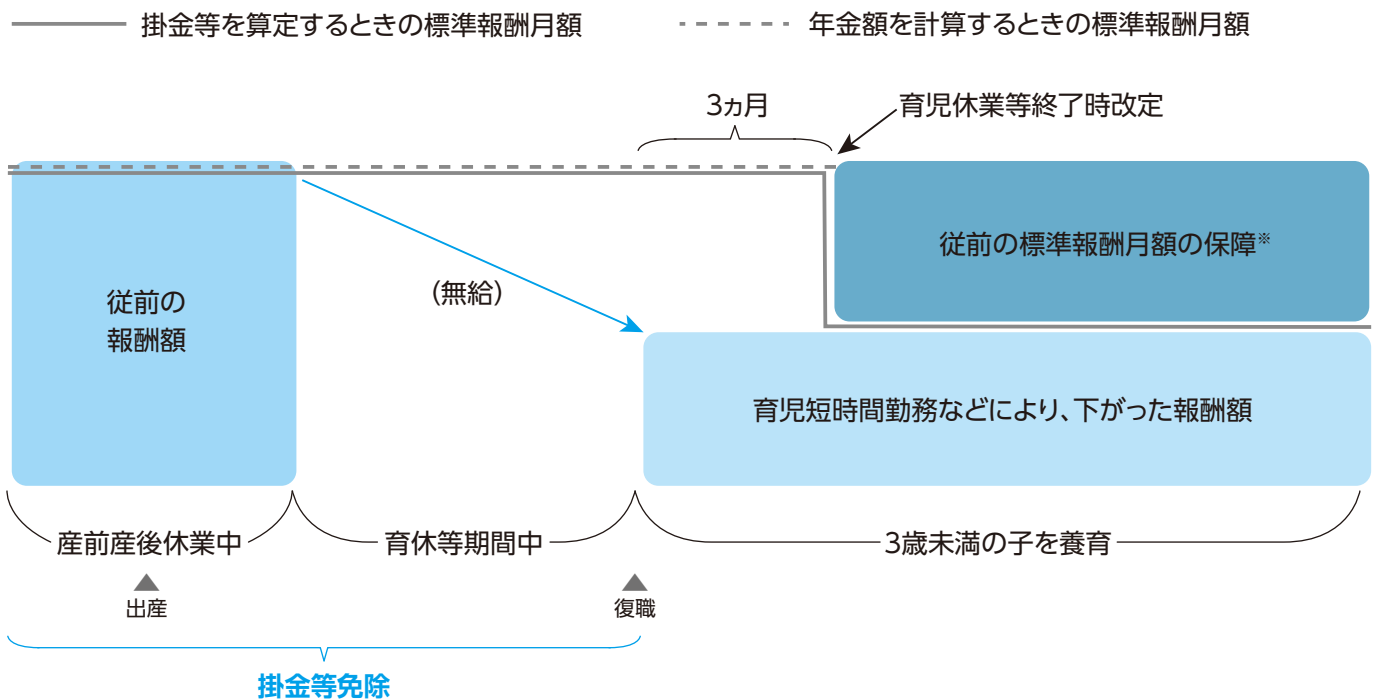 掛金等を算定するときの標準報酬月額
年金額を計算するときの標準報酬月額
3ヵ月
育児休業等終了時改定
従前の標準報酬月額の保障※
従前の
報酬額
(無給)
育児短時間勤務などにより、下がった報酬額
産前産後休業中
育休等期間中
3歳未満の子を養育
出産
復職
掛金等免除